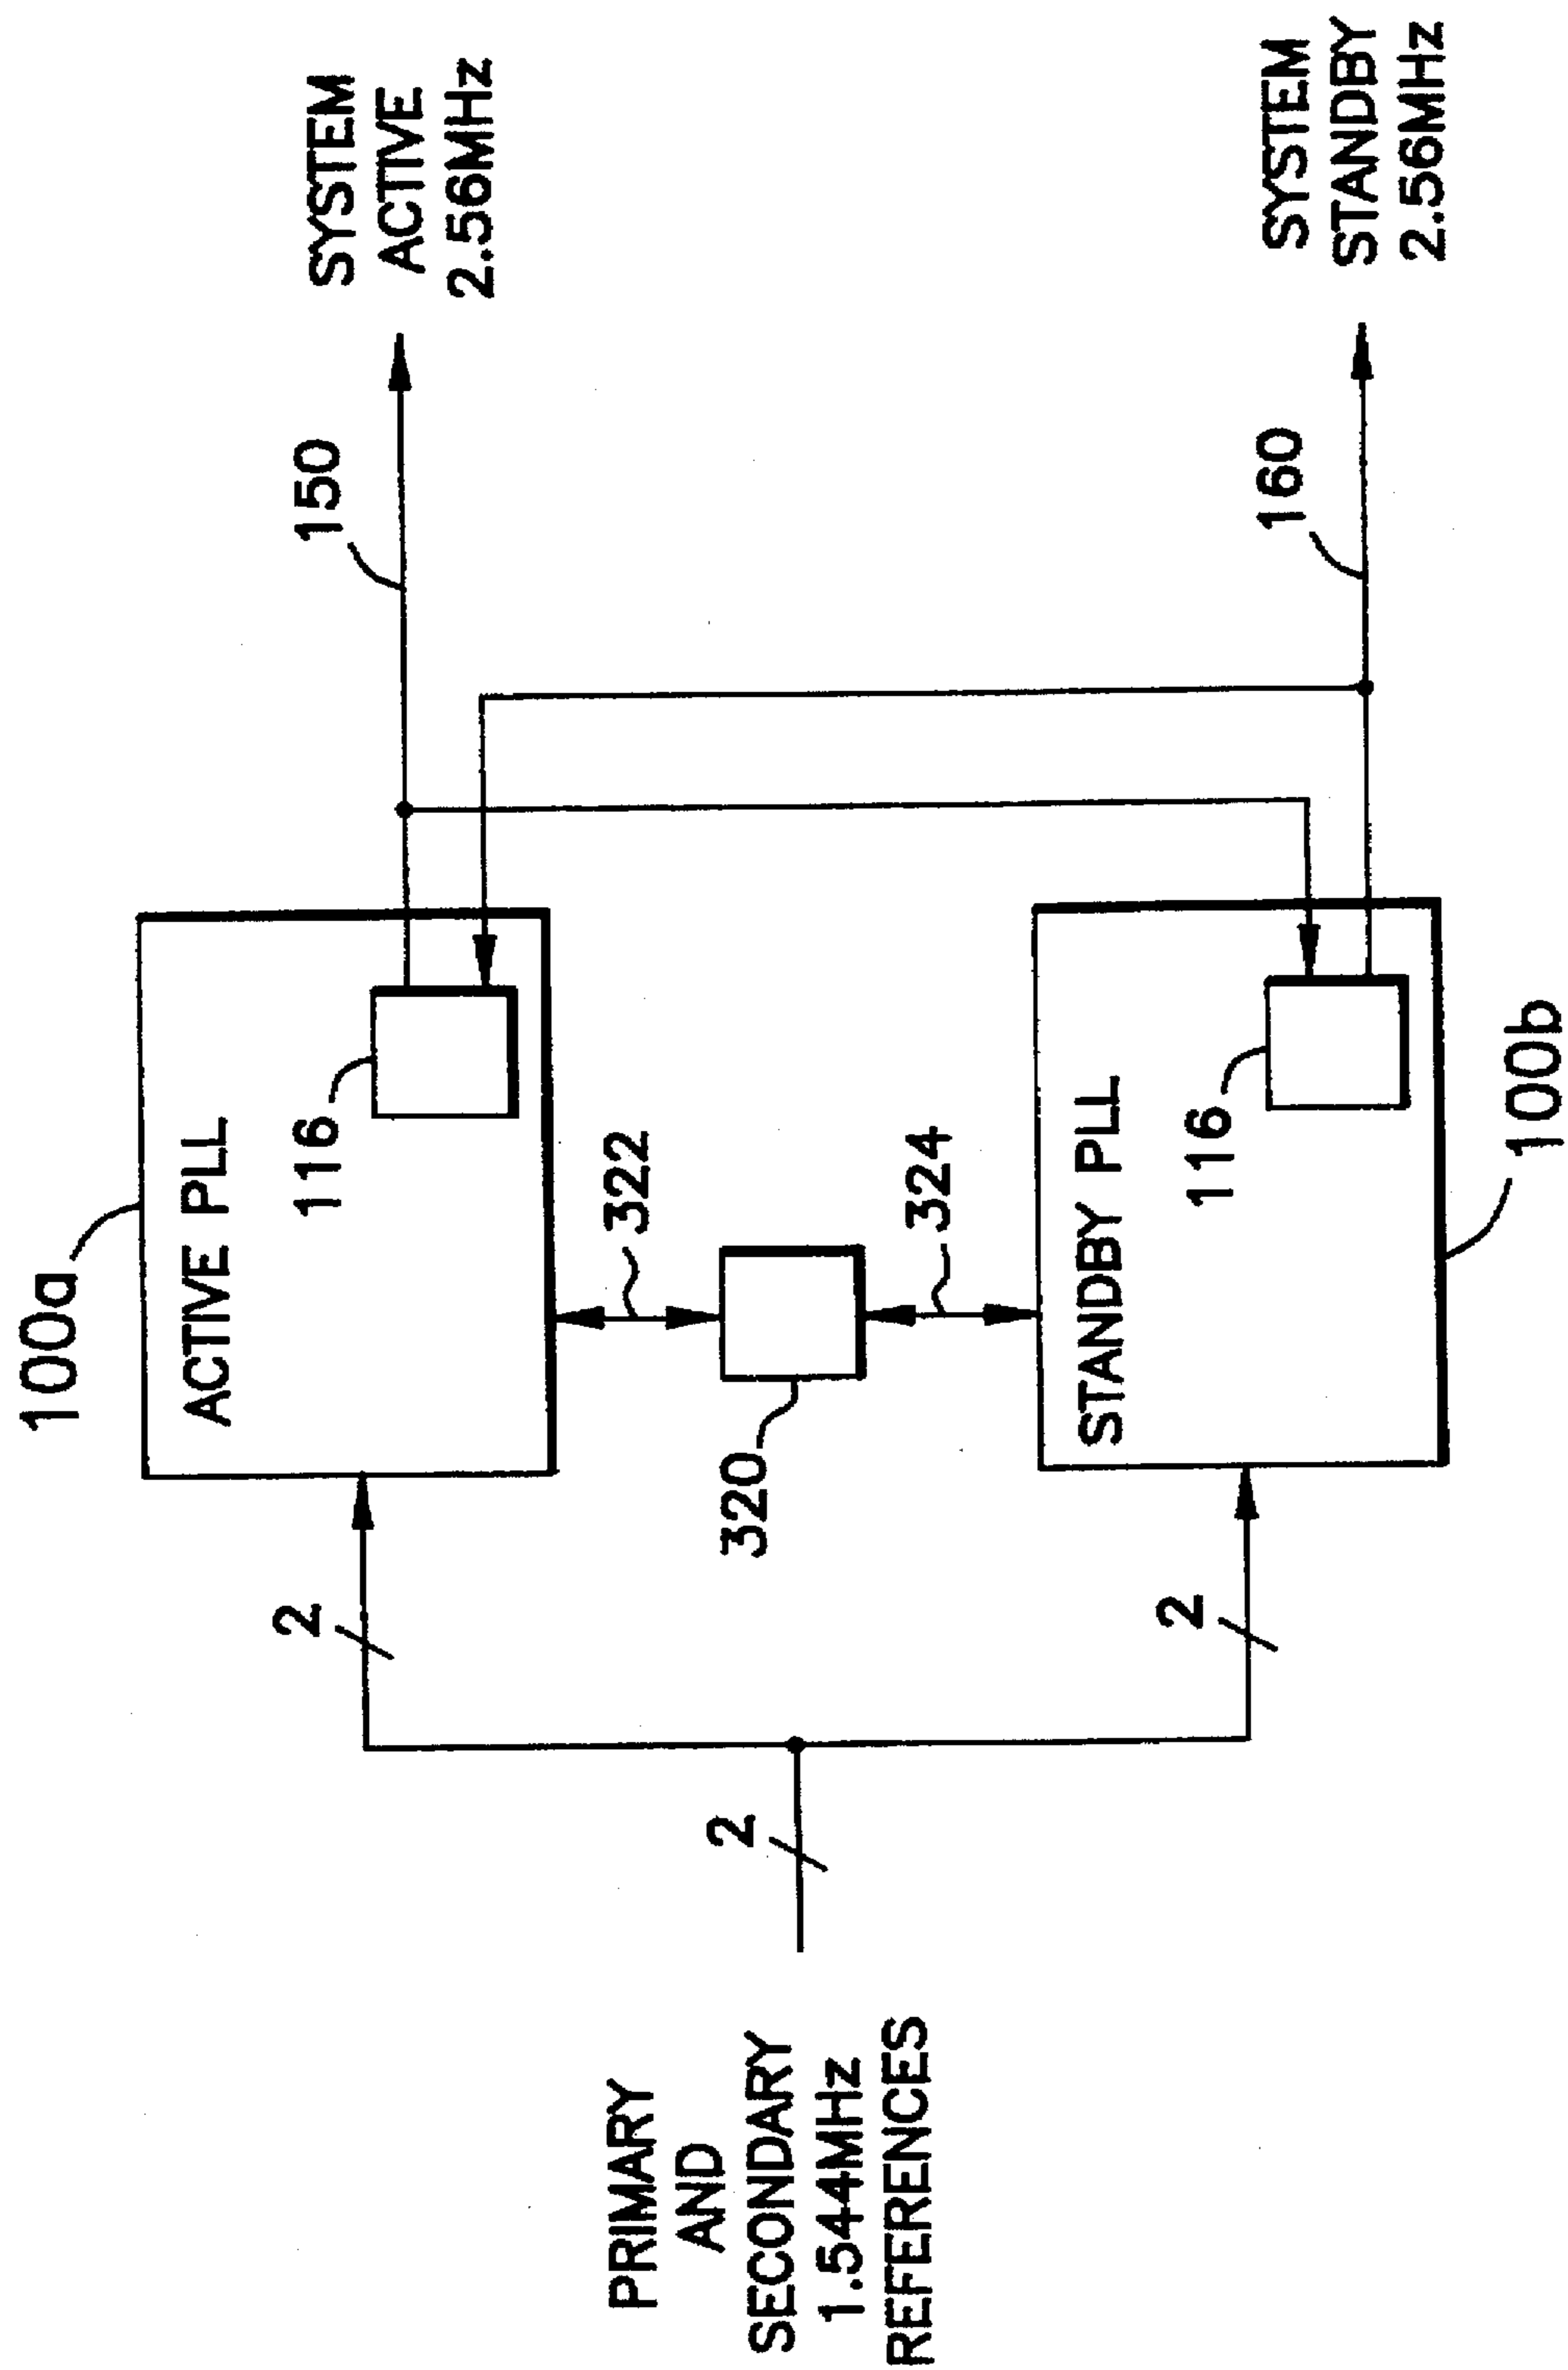 100a
ACTIVE PLL
116
150
SYSTEM
ACTIVE
2.56MHz
2
322
320
2
PRIMARY
AND
SECONDARY
1.544MHz
REFERENCES
324
2
STANDBY PLL
116
100b
160
SYSTEM
STANDBY
2.56MHz